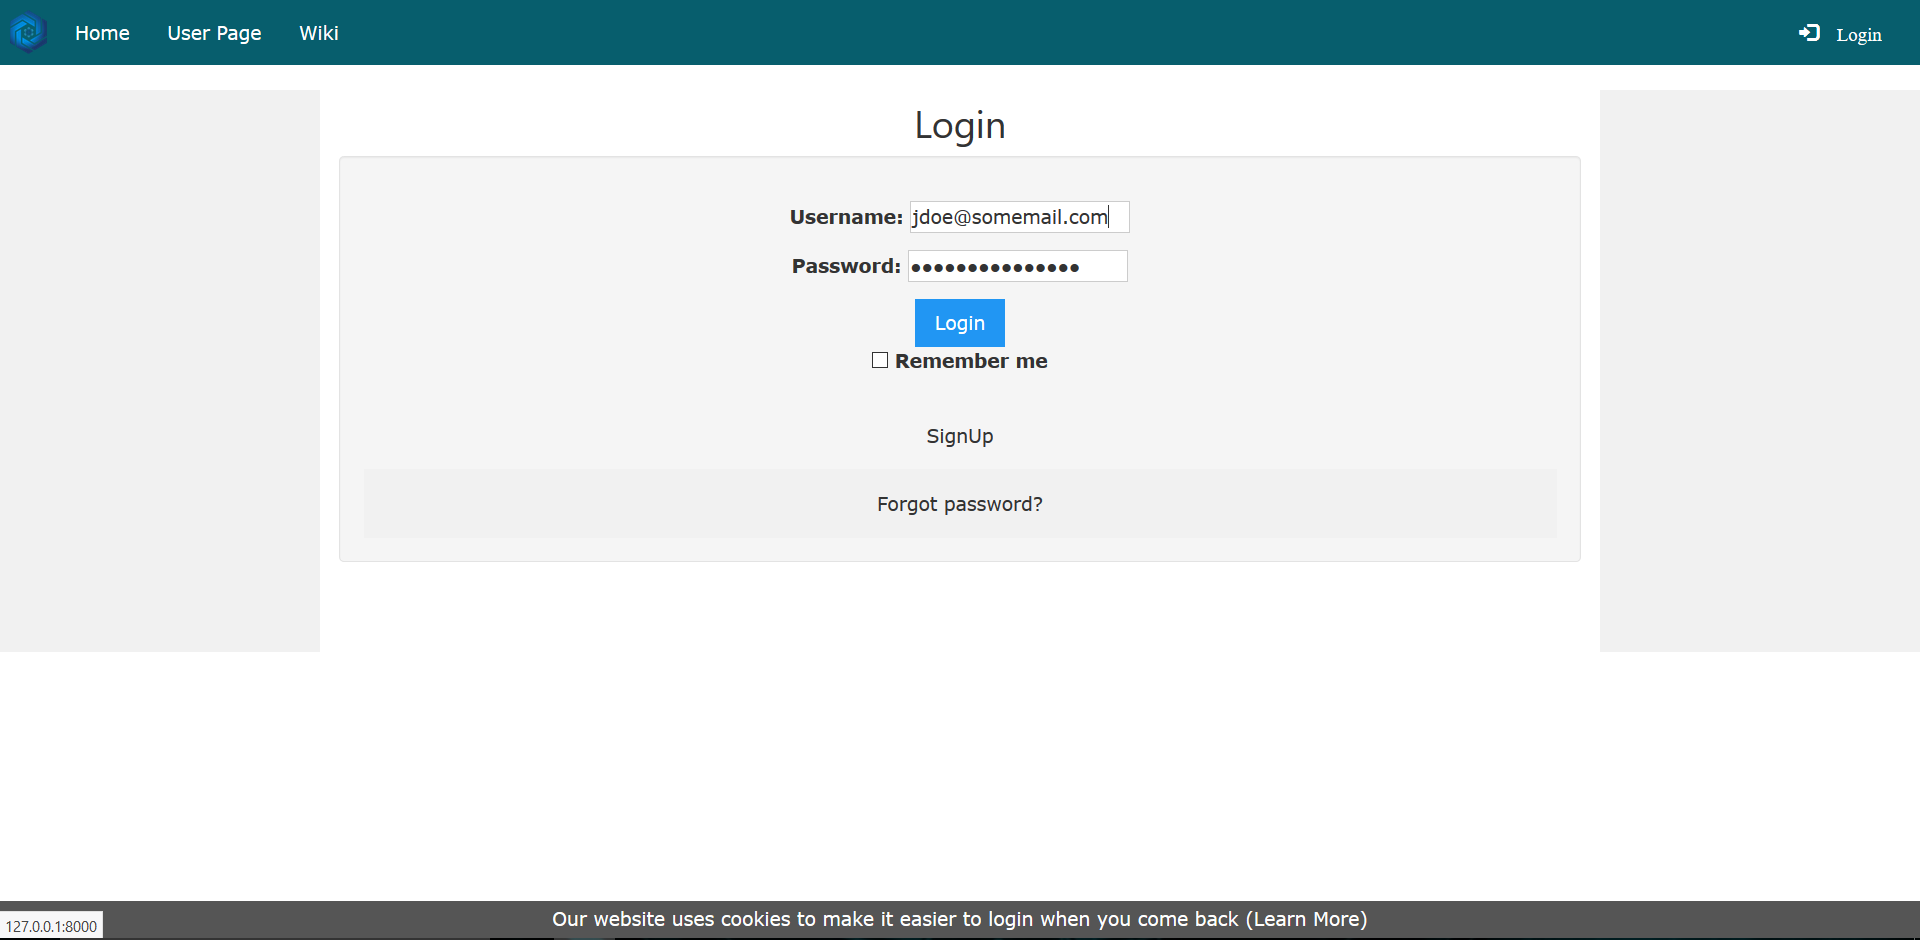 Home User Page Wiki Login
Login
Username: jdoe@somemail.com
Password: •••••••••••••••
Login
Remember me
SignUp
Forgot password?
Our website uses cookies to make it easier to login when you come back (Learn More)
127.0.0.1:8000